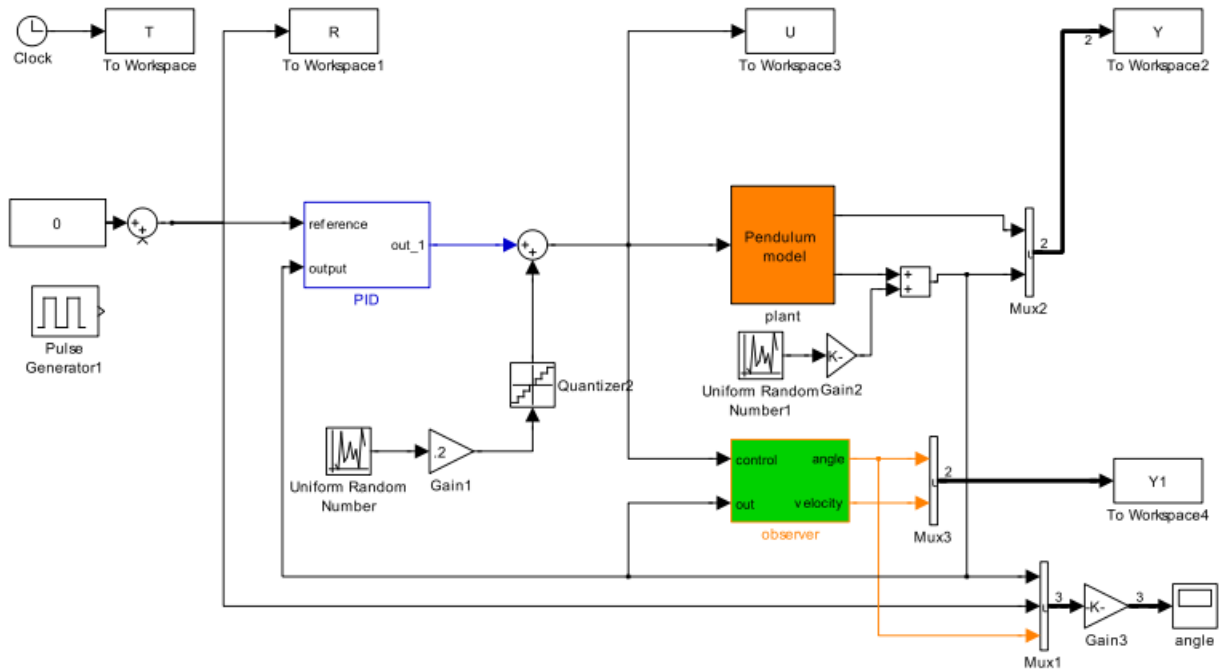 T
R
U
Y
2
Clock
To Workspace
To Workspace1
To Workspace3
To Workspace2
0
+
+
reference
out_1
output
PID
+
+
Pendulum
model
plant
+
+
2
Mux2
Pulse
Generator1
Quantizer2
-K-
Gain2
Uniform Random
Number1
.2
Gain1
Uniform Random
Number
control
angle
out
velocity
observer
2
Mux3
Y1
To Workspace4
3
-K-
3
Gain3
angle
Mux1